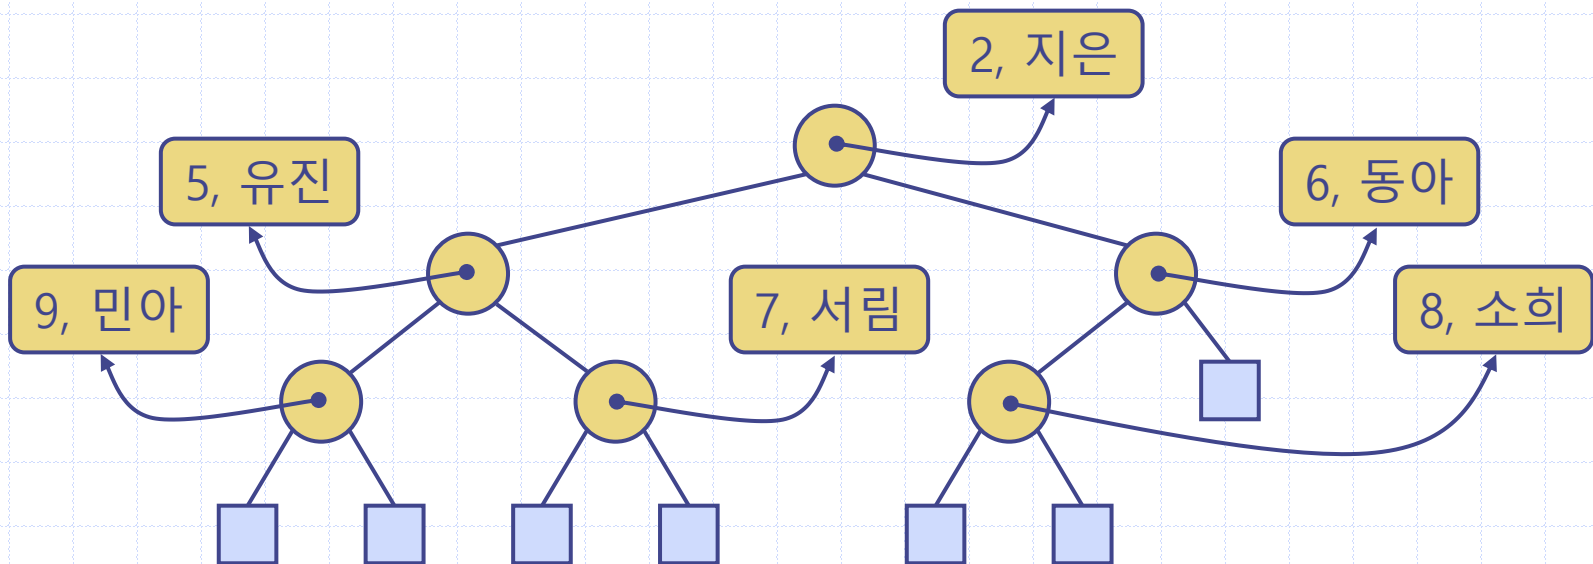 2, 지은
5, 유진
6, 동아
9, 민아
7, 서림
8, 소희